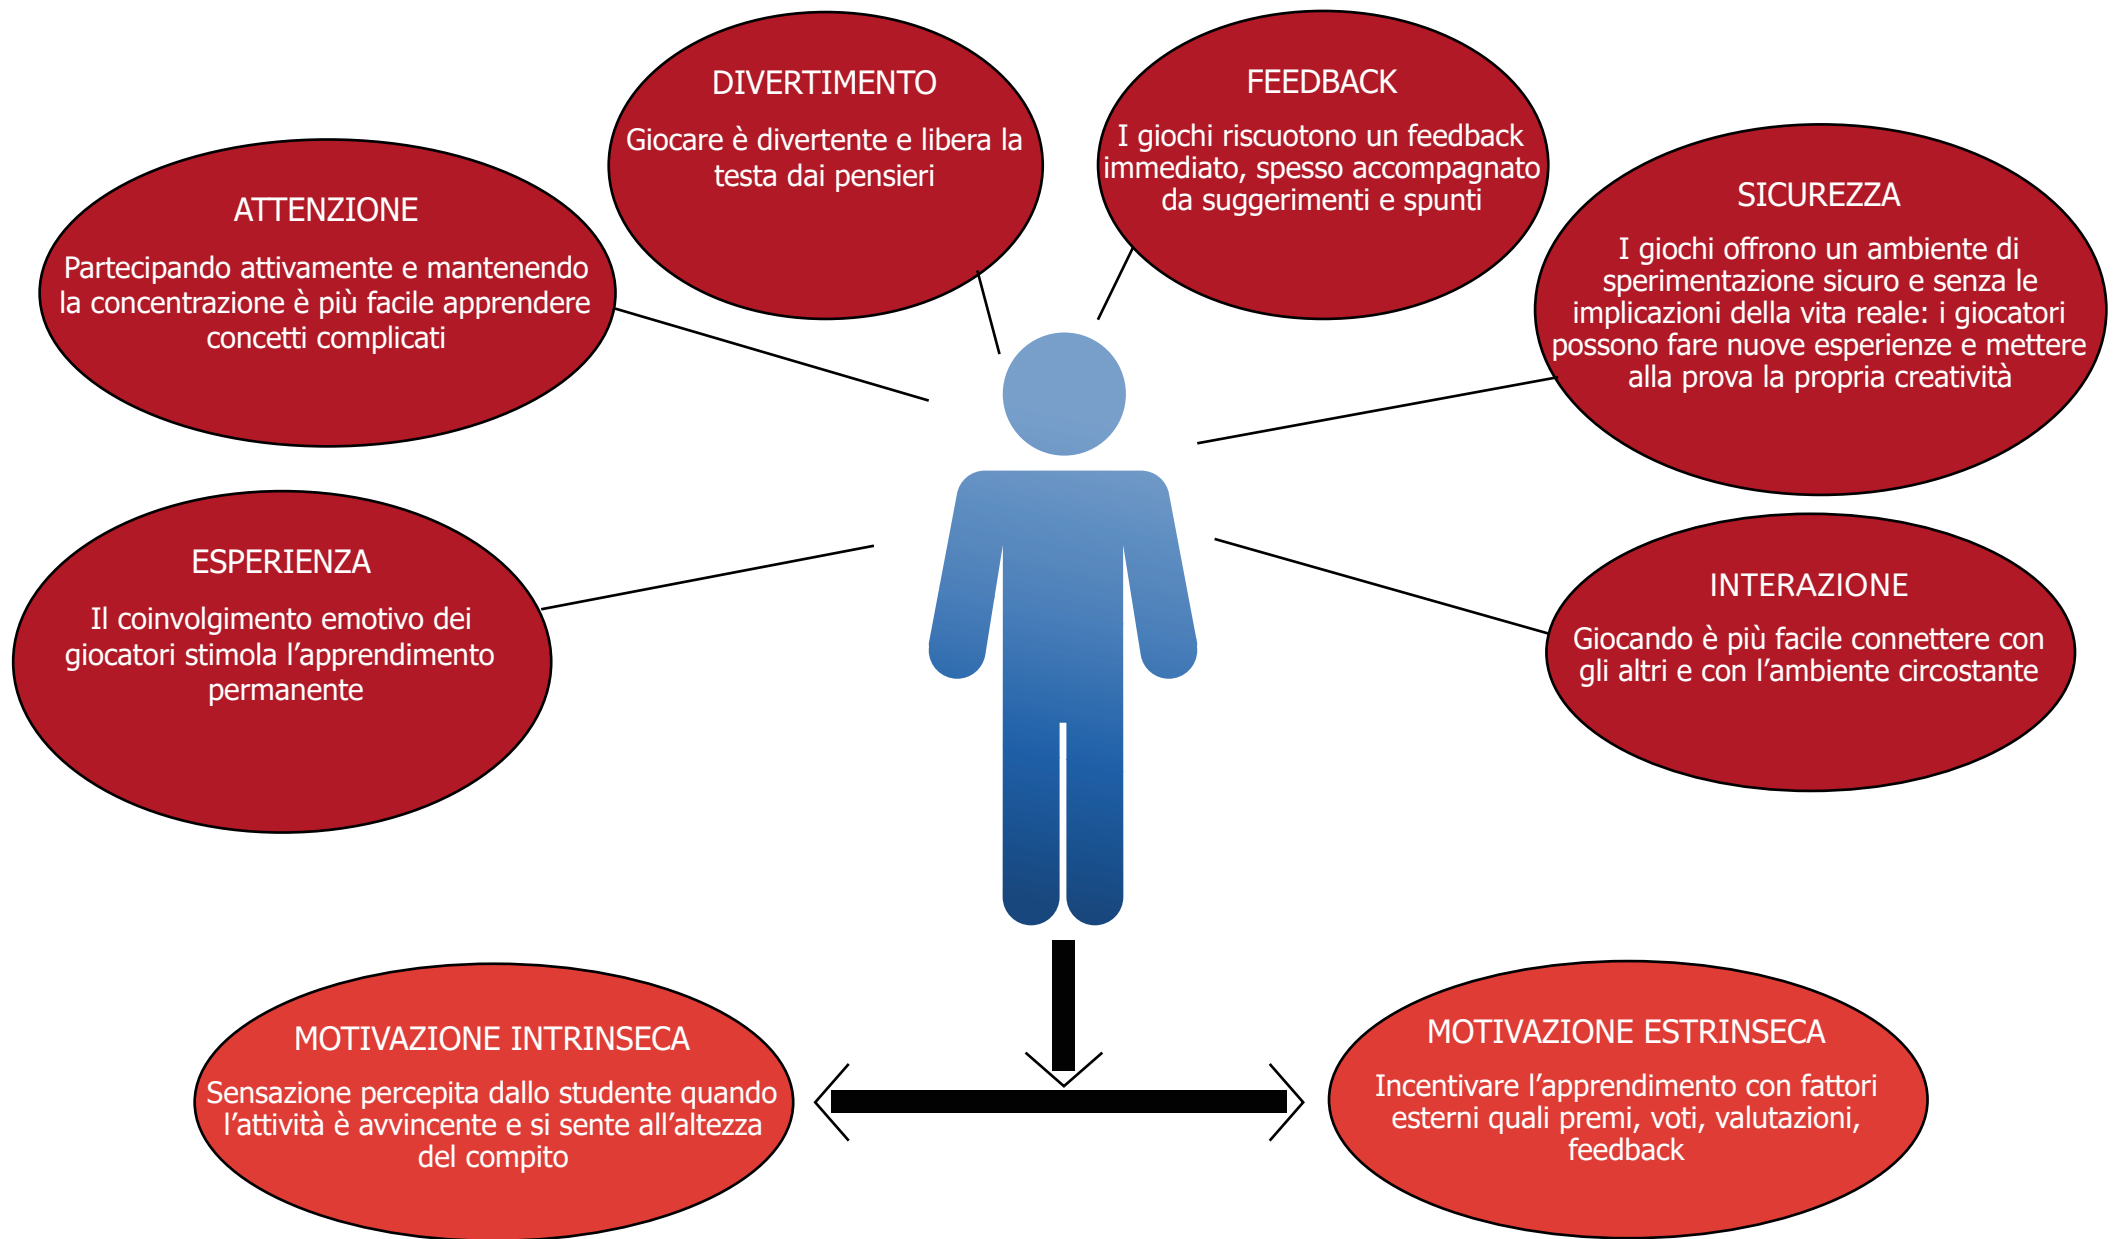 DIVERTIMENTO
Giocare è divertente e libera la
testa dai pensieri
FEEDBACK
I giochi riscuotono un feedback
immediato, spesso accompagnato
da suggerimenti e spunti
ATTENZIONE
Partecipando attivamente e mantenendo
la concentrazione è più facile apprendere
concetti complicati
SICUREZZA
I giochi offrono un ambiente di
sperimentazione sicuro e senza le
implicazioni della vita reale: i giocatori
possono fare nuove esperienze e mettere
alla prova la propria creatività
ESPERIENZA
Il coinvolgimento emotivo dei
giocatori stimola l’apprendimento
permanente
INTERAZIONE
Giocando è più facile connettere con
gli altri e con l’ambiente circostante
MOTIVAZIONE INTRINSECA
Sensazione percepita dallo studente quando
l’attività è avvincente e si sente all’altezza
del compito
MOTIVAZIONE ESTRINSECA
Incentivare l’apprendimento con fattori
esterni quali premi, voti, valutazioni,
feedback